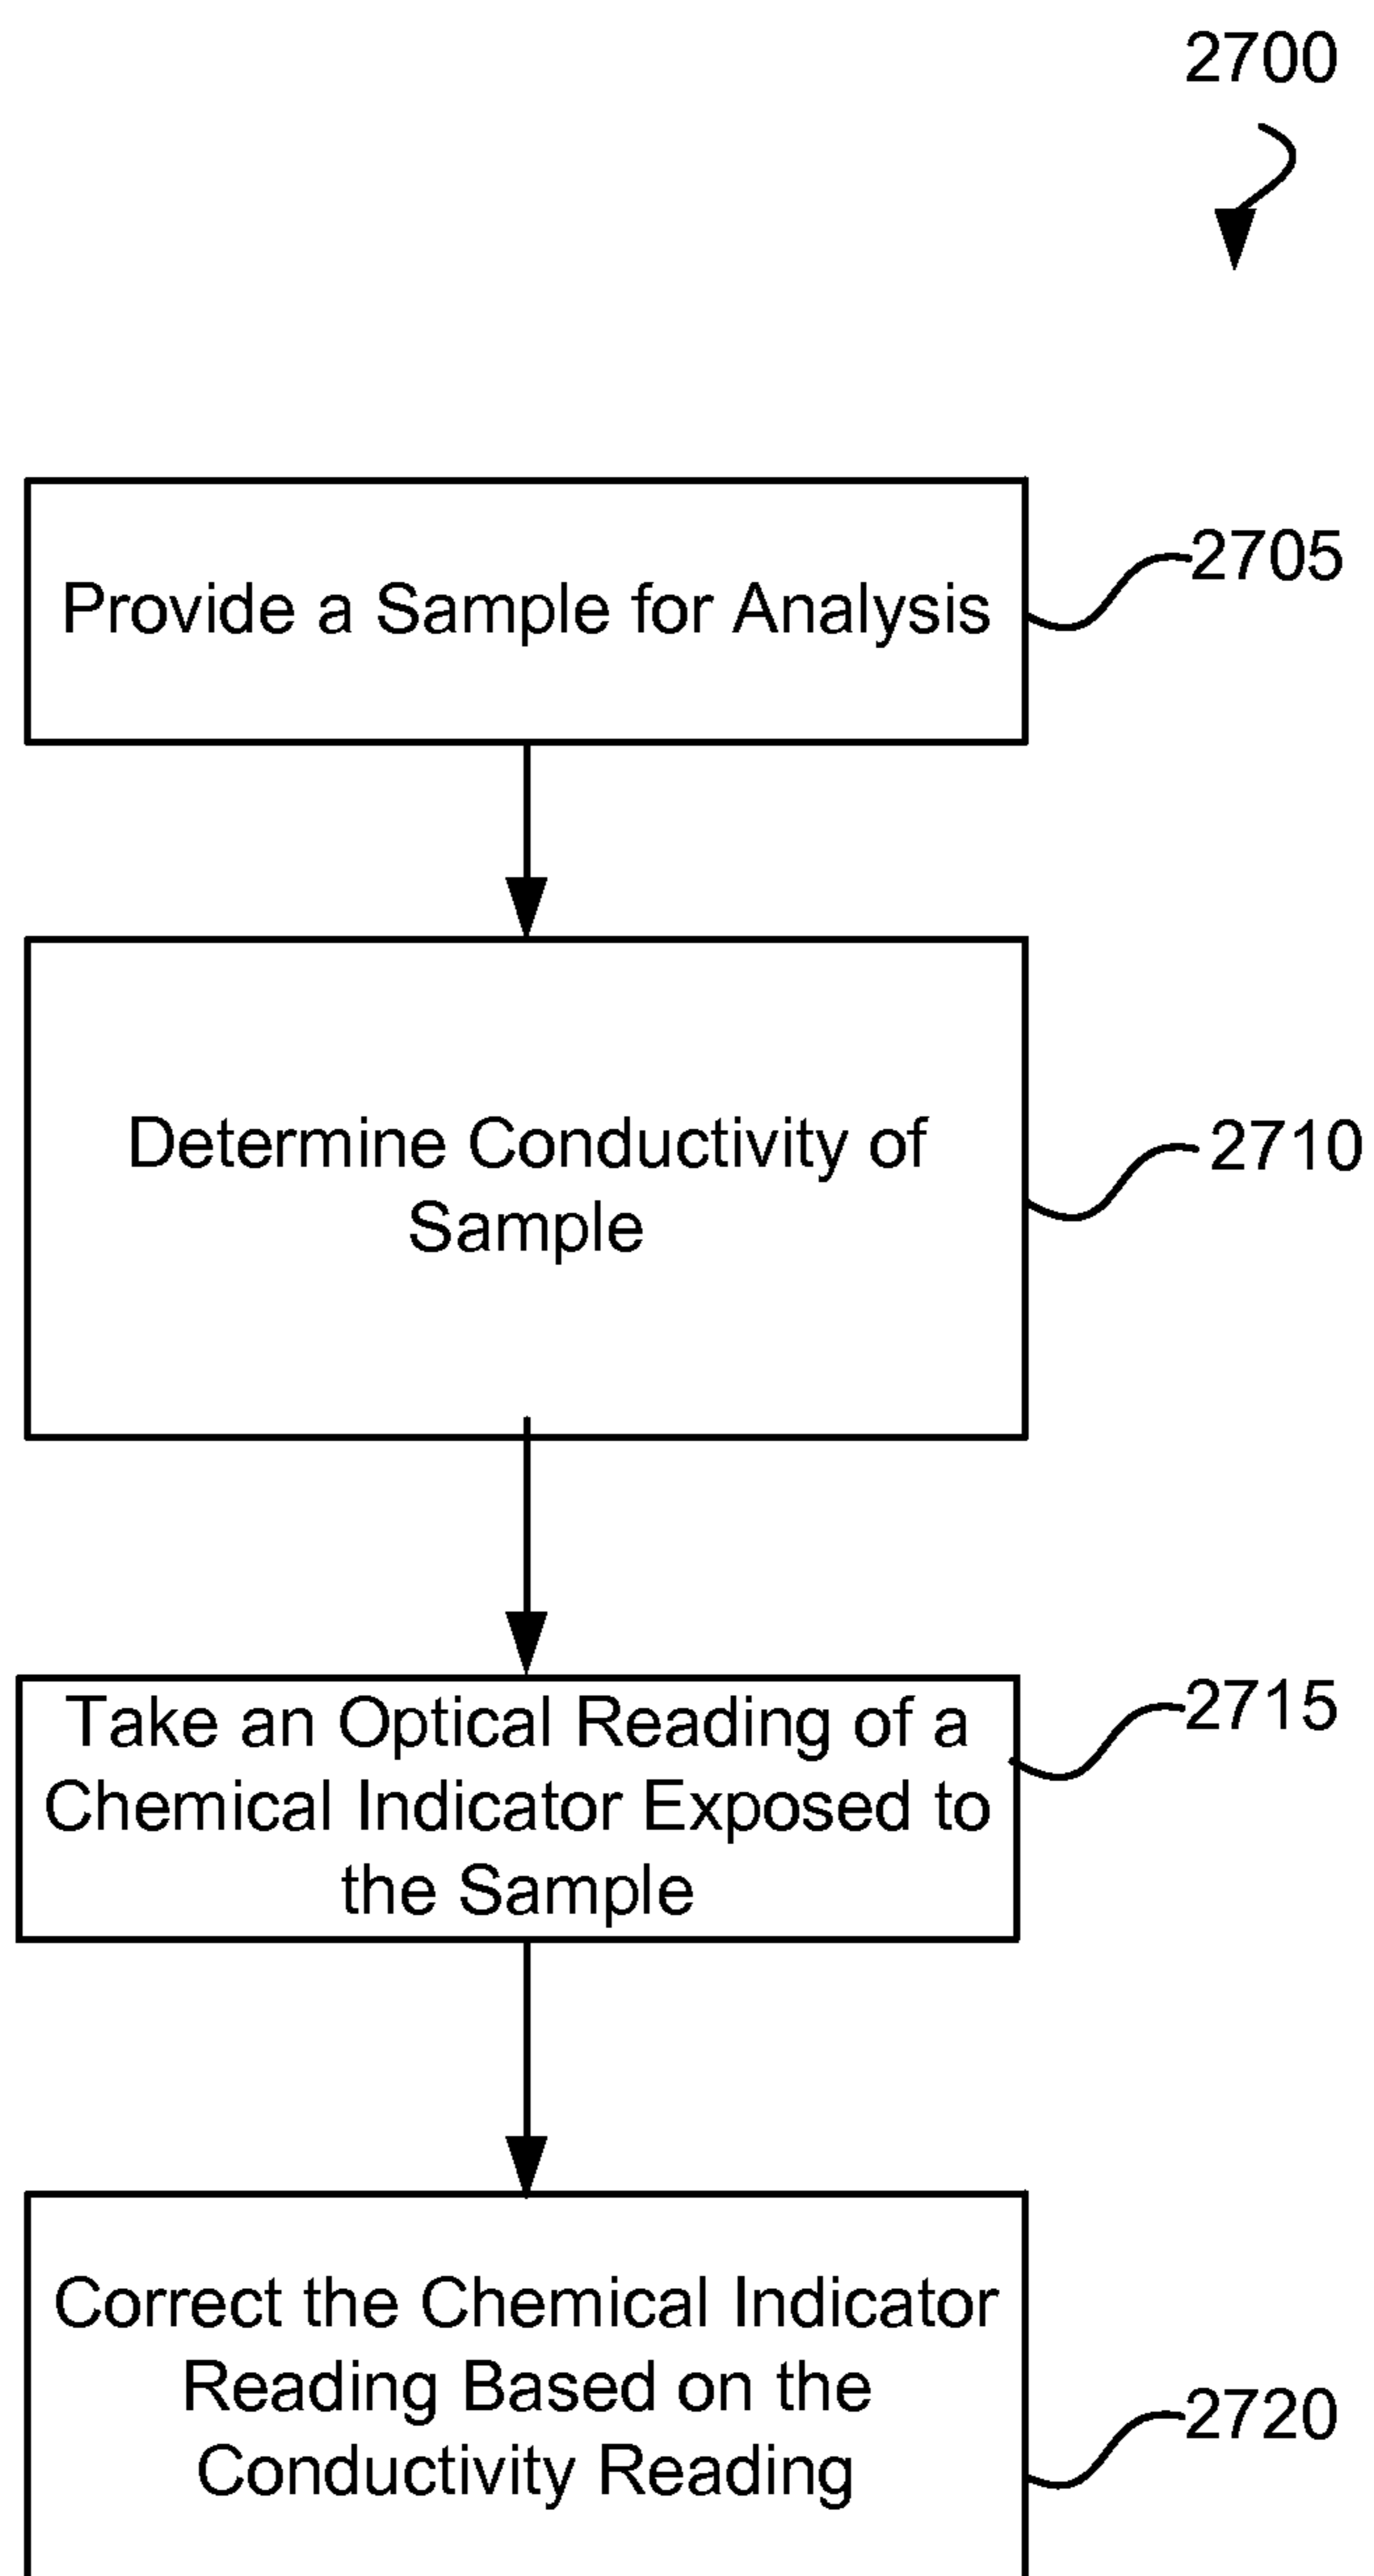 2700
Provide a Sample for Analysis
2705
Determine Conductivity of
Sample
2710
Take an Optical Reading of a
Chemical Indicator Exposed to
the Sample
2715
Correct the Chemical Indicator
Reading Based on the
Conductivity Reading
2720